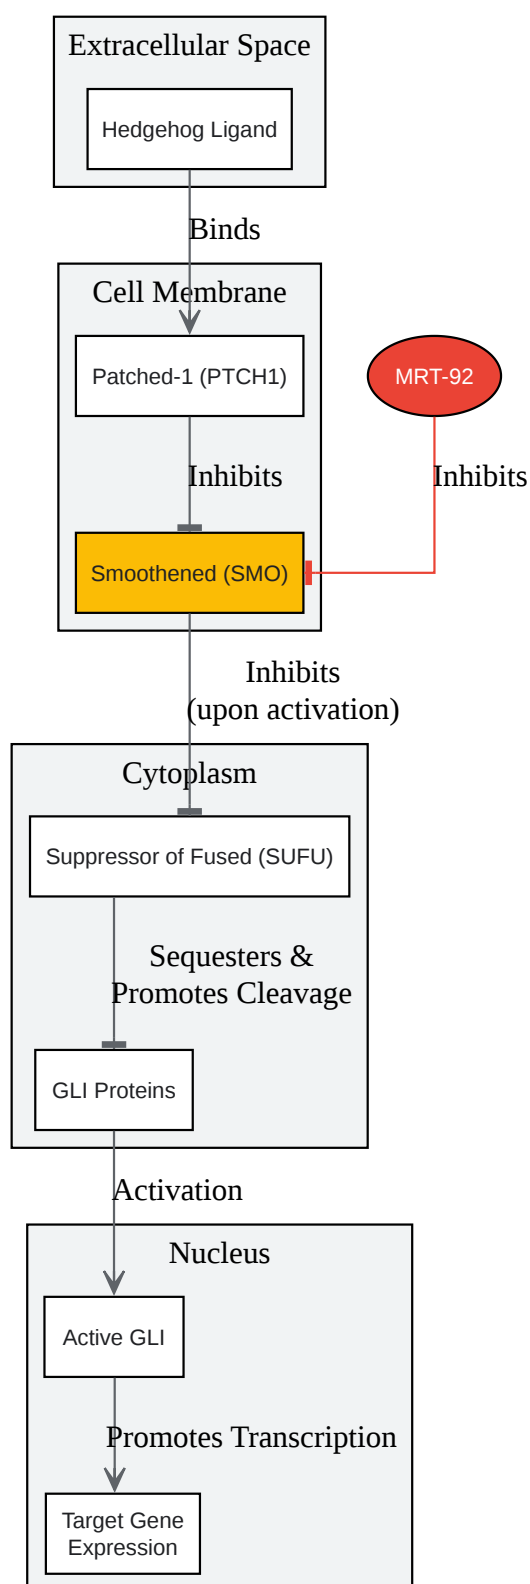 Extracellular Space
Hedgehog Ligand
Binds
Cell Membrane
Patched-1 (PTCH1)
MRT-92
Inhibits
Inhibits
Smoothened (SMO)
Inhibits
(upon activation)
Cytoplasm
Suppressor of Fused (SUFU)
Sequesters &
Promotes Cleavage
GLI Proteins
Activation
Nucleus
Active GLI
Promotes Transcription
Target Gene
Expression